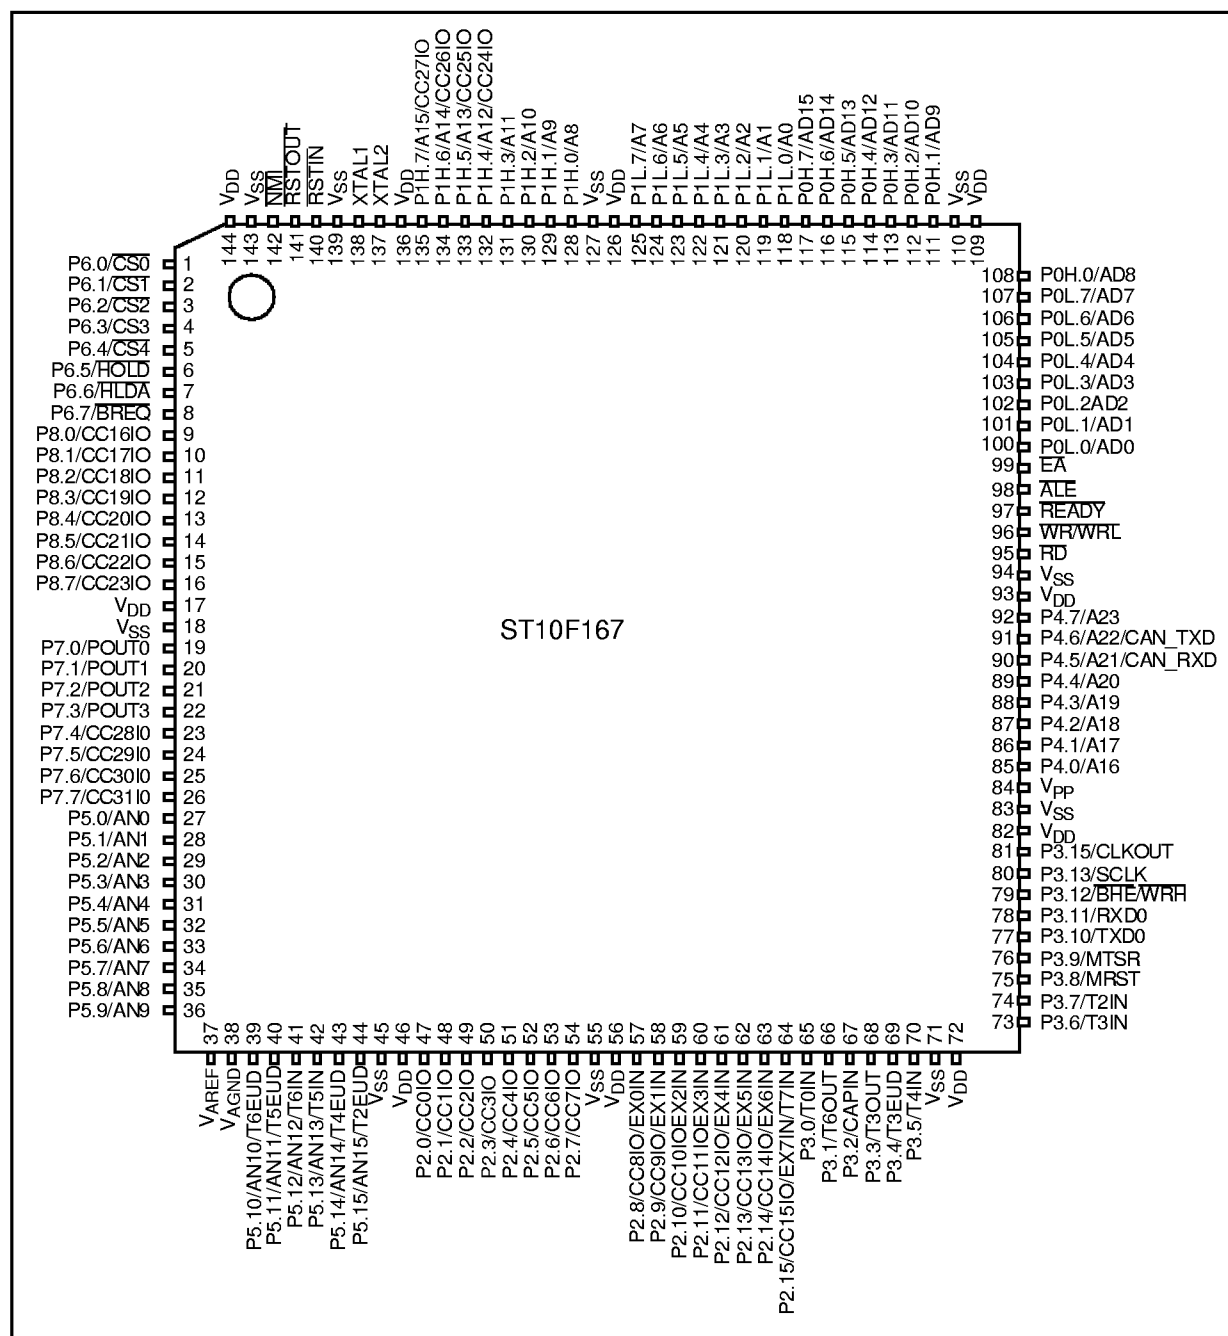 VDD
VSS
NMI
RSTOUT
RSTIN
VSS
XTAL1
XTAL2
VDD
P1H.7/A15/CC27IO
P1H.6/A14/CC26IO
P1H.5/A13/CC25IO
P1H.4/A12/CC24IO
P1H.3/A11
P1H.2/A10
P1H.1/A9
P1H.0/A8
VSS
VDD
P1L.7/A7
P1L.6/A6
P1L.5/A5
P1L.4/A4
P1L.3/A3
P1L.2/A2
P1L.1/A1
P1L.0/A0
P0H.7/AD15
P0H.6/AD14
P0H.5/AD13
P0H.4/AD12
P0H.3/AD11
P0H.2/AD10
P0H.1/AD9
VSS
VDD
144
143
142
141
140
139
138
137
136
135
134
133
132
131
130
129
128
127
126
125
124
123
122
121
120
119
118
117
116
115
114
113
112
111
110
109
P6.0/CS0 1
P6.1/CS1 2
P6.2/CS2 3
P6.3/CS3 4
P6.4/CS4 5
P6.5/HOLD 6
P6.6/HLDA 7
P6.7/BREQ 8
P8.0/CC16IO 9
P8.1/CC17IO 10
P8.2/CC18IO 11
P8.3/CC19IO 12
P8.4/CC20IO 13
P8.5/CC21IO 14
P8.6/CC22IO 15
P8.7/CC23IO 16
VDD 17
VSS 18
P7.0/POUT0 19
P7.1/POUT1 20
P7.2/POUT2 21
P7.3/POUT3 22
P7.4/CC28I0 23
P7.5/CC29I0 24
P7.6/CC30I0 25
P7.7/CC31I0 26
P5.0/AN0 27
P5.1/AN1 28
P5.2/AN2 29
P5.3/AN3 30
P5.4/AN4 31
P5.5/AN5 32
P5.6/AN6 33
P5.7/AN7 34
P5.8/AN8 35
P5.9/AN9 36
ST10F167
108 P0H.0/AD8
107 P0L.7/AD7
106 P0L.6/AD6
105 P0L.5/AD5
104 P0L.4/AD4
103 P0L.3/AD3
102 P0L.2AD2
101 P0L.1/AD1
100 P0L.0/AD0
99 EA
98 ALE
97 READY
96 WR/WRL
95 RD
94 VSS
93 VDD
92 P4.7/A23
91 P4.6/A22/CAN_TXD
90 P4.5/A21/CAN_RXD
89 P4.4/A20
88 P4.3/A19
87 P4.2/A18
86 P4.1/A17
85 P4.0/A16
84 VPP
83 VSS
82 VDD
81 P3.15/CLKOUT
80 P3.13/SCLK
79 P3.12/BHE/WRH
78 P3.11/RXD0
77 P3.10/TXD0
76 P3.9/MTSR
75 P3.8/MRST
74 P3.7/T2IN
73 P3.6/T3IN
37
38
39
40
41
42
43
44
45
46
47
48
49
50
51
52
53
54
55
56
57
58
59
60
61
62
63
64
65
66
67
68
69
70
71
72
VAREF
VAGND
P5.10/AN10/T6EUD
P5.11/AN11/T5EUD
P5.12/AN12/T6IN
P5.13/AN13/T5IN
P5.14/AN14/T4EUD
P5.15/AN15/T2EUD
VSS
VDD
P2.0/CC0IO
P2.1/CC1IO
P2.2/CC2IO
P2.3/CC3IO
P2.4/CC4IO
P2.5/CC5IO
P2.6/CC6IO
P2.7/CC7IO
VSS
VDD
P2.8/CC8IO/EX0IN
P2.9/CC9IO/EX1IN
P2.10/CC10IOEX2IN
P2.11/CC11IOEX3IN
P2.12/CC12IO/EX4IN
P2.13/CC13IO/EX5IN
P2.14/CC14IO/EX6IN
P2.15/CC15IO/EX7IN/T7IN
P3.0/T0IN
P3.1/T6OUT
P3.2/CAPIN
P3.3/T3OUT
P3.4/T3EUD
P3.5/T4IN
VSS
VDD